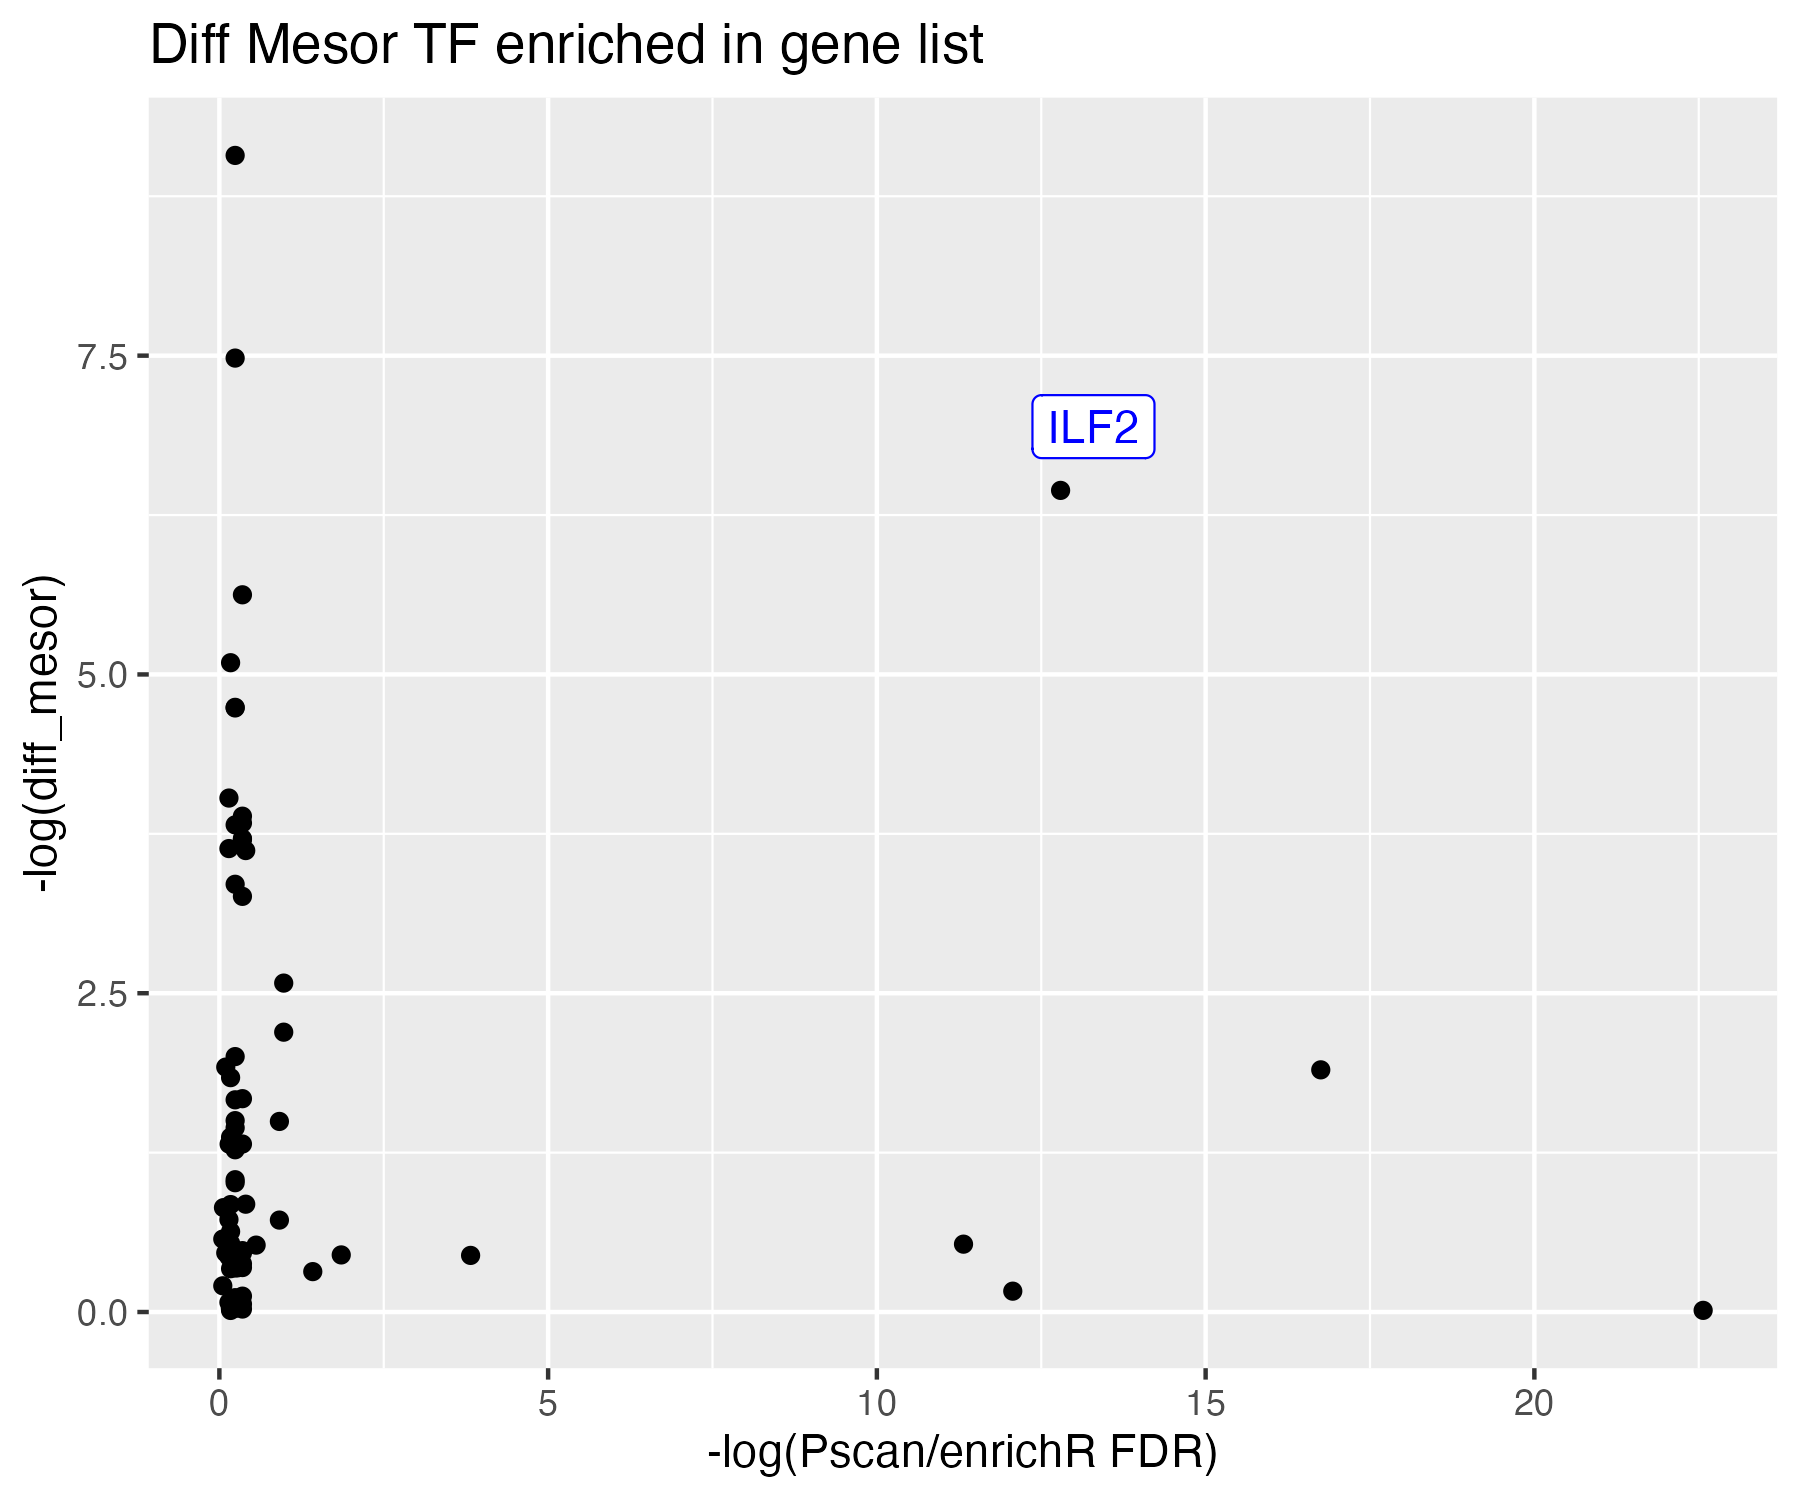 Diff Mesor TF enriched in gene list
ILF2
7.5
5.0
2.5
0.0
-log(diff_mesor)
0 5 10 15 20
-log(Pscan/enrichR FDR)